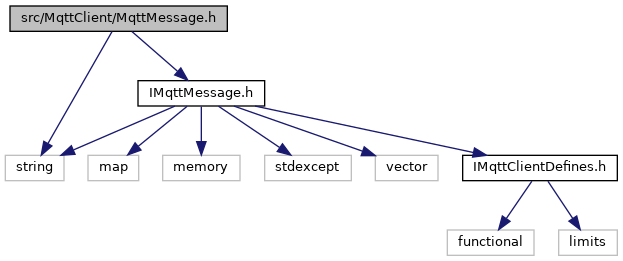 src/MqttClient/MqttMessage.h
IMqttMessage.h
string
map
memory
stdexcept
vector
IMqttClientDefines.h
functional
limits